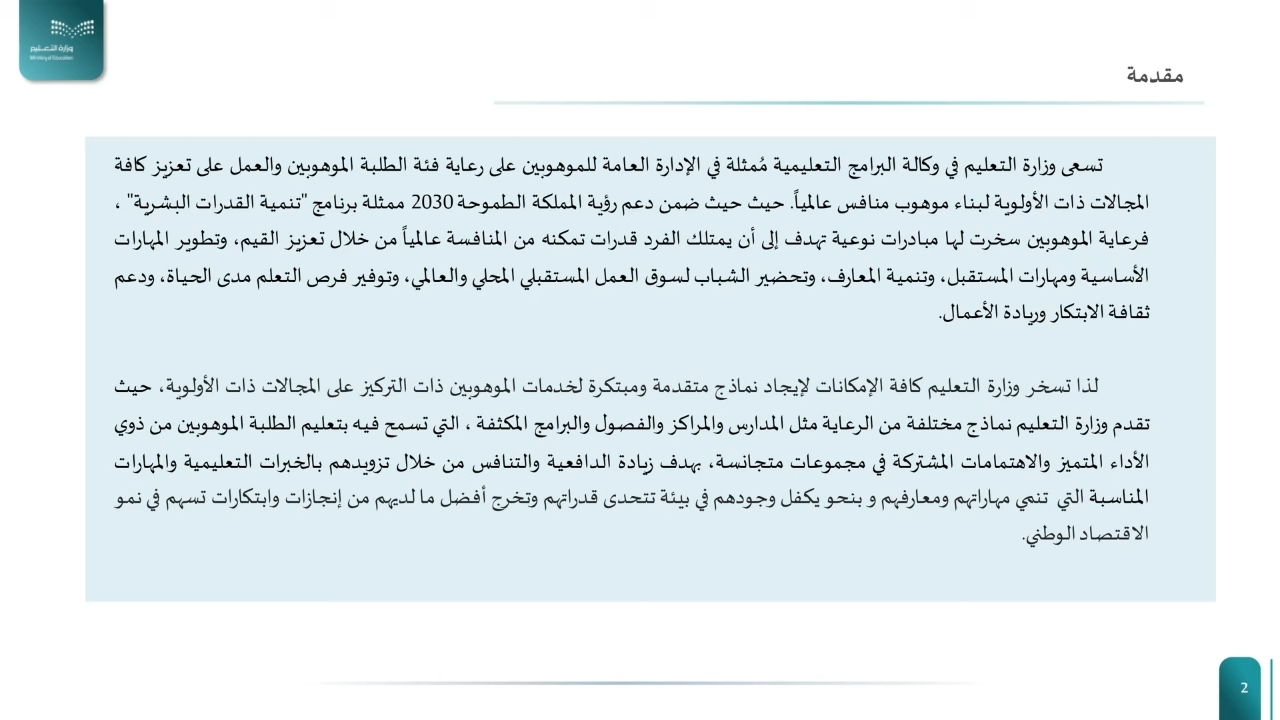 وزارة التعليم
Ministry of Education
مقدمة
تسعى وزارة التعليم في وكالة البرامج التعليمية مُمثلة في الإدارة العامة للموهوبين على رعاية فئة الطلبة الموهوبين والعمل على تعزيز كافة
المجالات ذات الأولوية لبناء موهوب منافس عالمياً. حيث حيث ضمن دعم رؤية المملكة الطموحة 2030 ممثلة برنامج "تنمية القدرات البشرية" ،
فرعاية الموهوبين سخرت لها مبادرات نوعية تهدف إلى أن يمتلك الفرد قدرات تمكنه من المنافسة عالمياً من خلال تعزيز القيم، وتطوير المهارات
الأساسية ومهارات المستقبل، وتنمية المعارف، وتحضير الشباب لسوق العمل المستقبلي المحلي والعالمي، وتوفير فرص التعلم مدى الحياة، ودعم
ثقافة الابتكار وريادة الأعمال.
لذا تسخر وزارة التعليم كافة الإمكانات لإيجاد نماذج متقدمة ومبتكرة لخدمات الموهوبين ذات التركيز على المجالات ذات الأولوية، حيث
تقدم وزارة التعليم نماذج مختلفة من الرعاية مثل المدارس والمراكز والفصول والبرامج المكثفة ، التي تسمح فيه بتعليم الطلبة الموهوبين من ذوي
الأداء المتميز والاهتمامات المشتركة في مجموعات متجانسة، بهدف زيادة الدافعية والتنافس من خلال تزويدهم بالخبرات التعليمية والمهارات
المناسبة التي تنمي مهاراتهم ومعارفهم و بنحو يكفل وجودهم في بيئة تتحدى قدراتهم وتخرج أفضل ما لديهم من إنجازات وابتكارات تسهم في نمو
الاقتصاد الوطني.
2